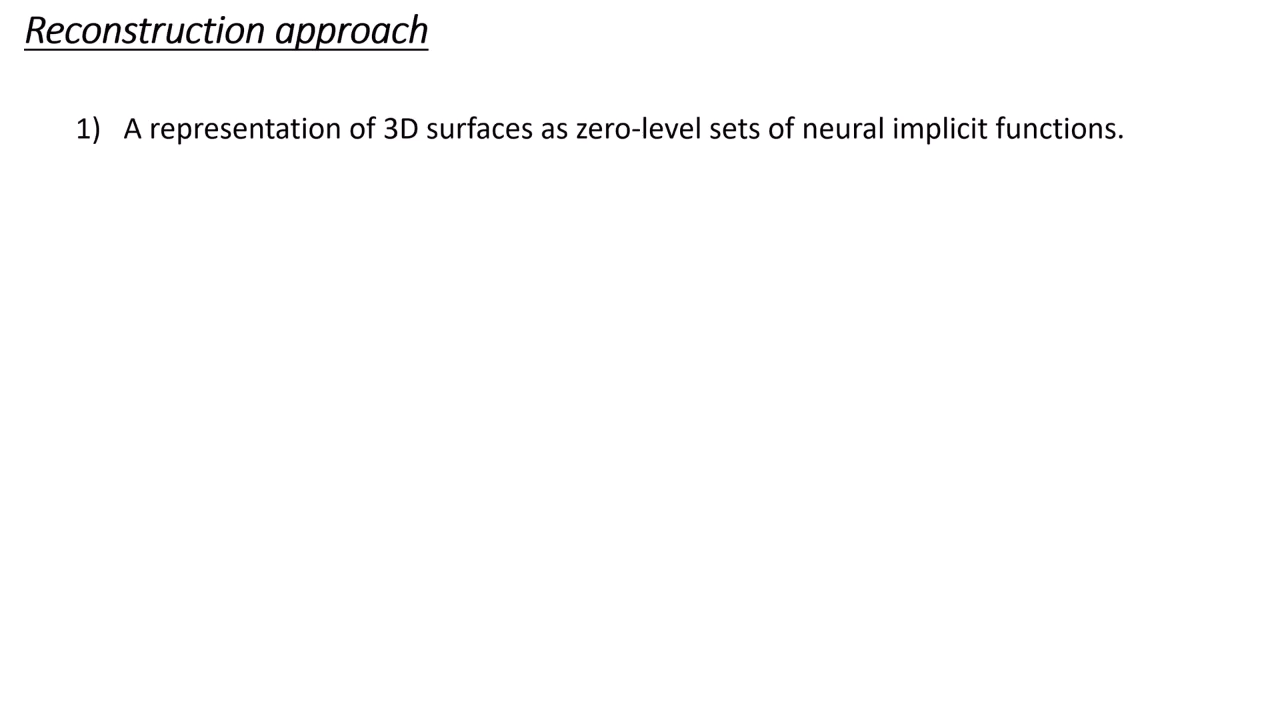 Reconstruction approach
1) A representation of 3D surfaces as zero-level sets of neural implicit functions.